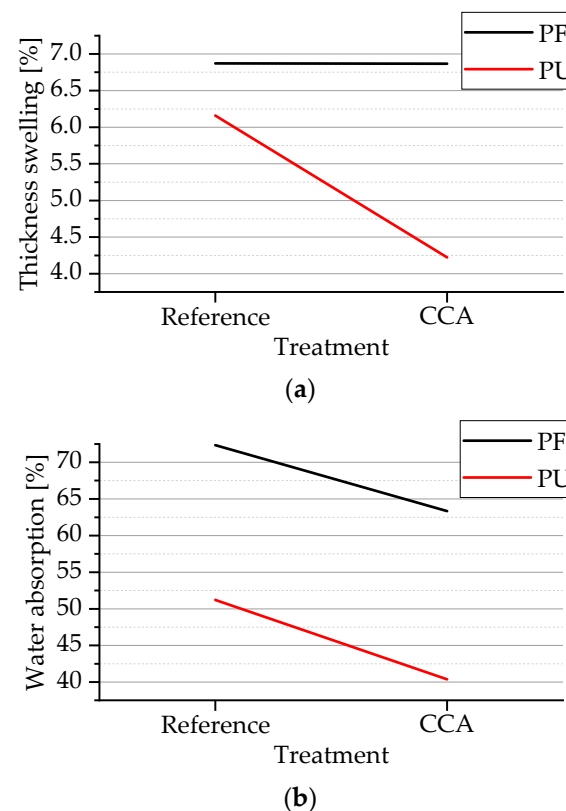 PF
PU
Thickness swelling [%]
7.0
6.5
6.0
5.5
5.0
4.5
4.0
Reference CCA
Treatment
(a)
PF
PU
Water absorption [%]
70
65
60
55
50
45
40
Reference CCA
Treatment
(b)